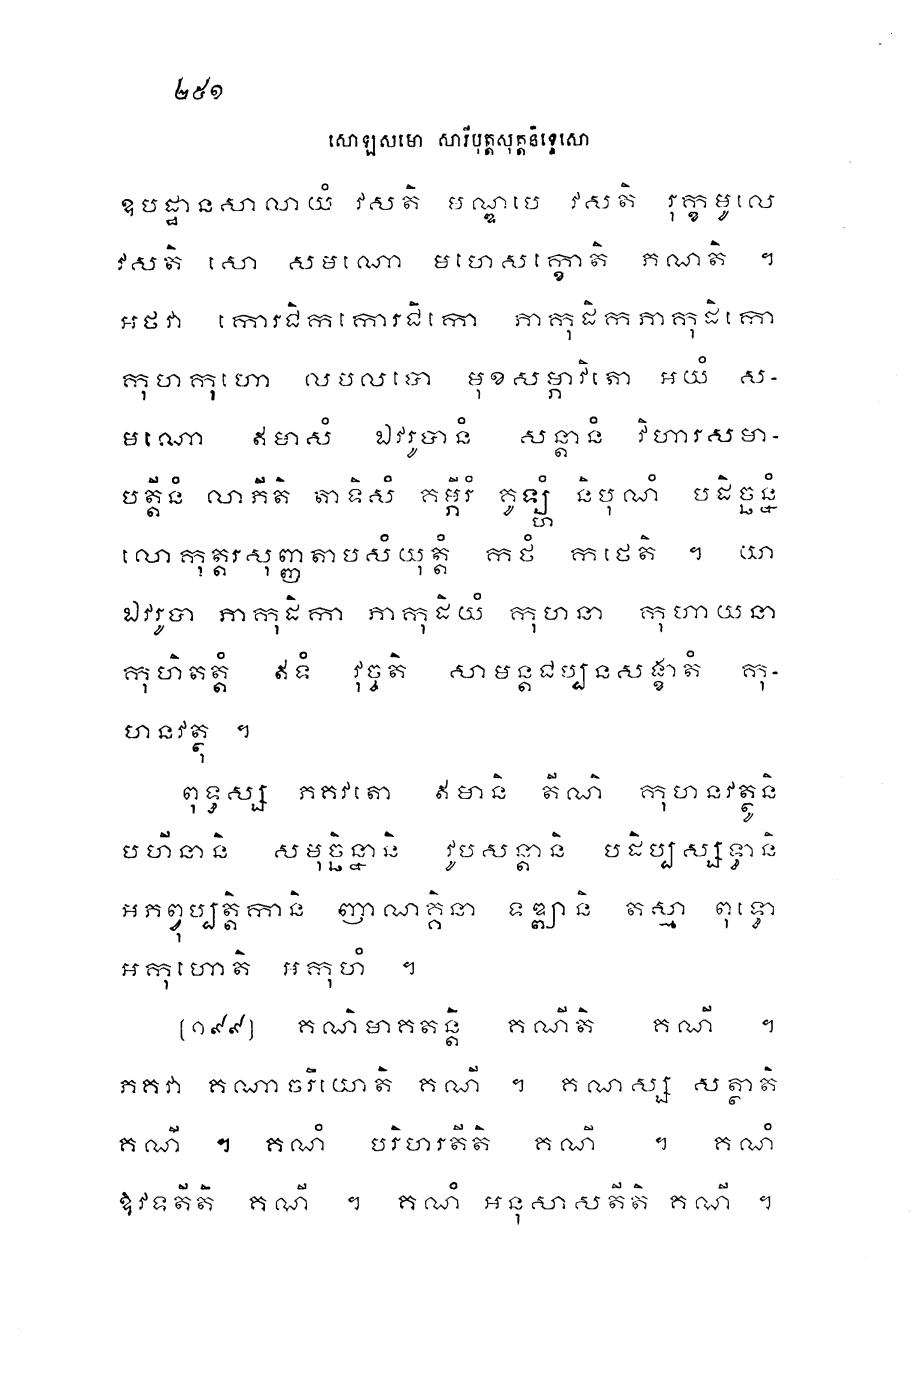 ២៥១
សោឡសមោ សារីបុត្តសុត្តនិទ្ទេសោ
ឧបដ្ឋានសាលាយំ វសតិ មណ្ឌបេ វសតិ រុក្ខមូលេ
វសតិ សោ សមណោ មហេសក្ខោតិ ភណតិ ។
អថវា កោរជិកកោរជិកោ ភាកុដិកភាកុដិកោ
កុហកុហោ លបលបោ មុខសម្ភាវិតោ អយំ ស-
មណោ ឥមាសំ ឯវរូបានំ សន្តានំ វិហារសមា-
បត្តីនំ លាភីតិ តាទិសំ គម្ភីរំ គូឡ្ហំ និបុណំ បដិច្ឆន្នំ
លោកុត្តរសុញ្ញតាបសំយុត្តំ កថំ កថេតិ ។ យា
ឯវរូបា ភាកុដិកា ភាកុដិយំ កុហនា កុហាយនា
កុហិតត្តំ ឥទំ វុច្ចតិ សាមន្តជប្បនសង្ខាតំ កុ-
ហនវត្ថុ ។
ពុទ្ធស្ស ភគវតោ ឥមានិ តីណិ កុហនវត្ថូនិ
បហីនានិ សមុច្ឆិន្នានិ វូបសន្តានិ បដិប្បស្សទ្ធានិ
អភព្វុប្បត្តិកានិ ញាណគ្គិនា ទឌ្ឍានិ តស្មា ពុទ្ធោ
អកុហោតិ អកុហំ ។
[១៩៩] គណិមាគតន្តិ គណីតិ គណី ។
ភគវា គណាចរិយោតិ គណី ។ គណស្ស សត្ថាតិ
គណី ។ គណំ បរិហរតីតិ គណី ។ គណំ
ឱវទតីតិ គណី ។ គណំ អនុសាសតីតិ គណី ។